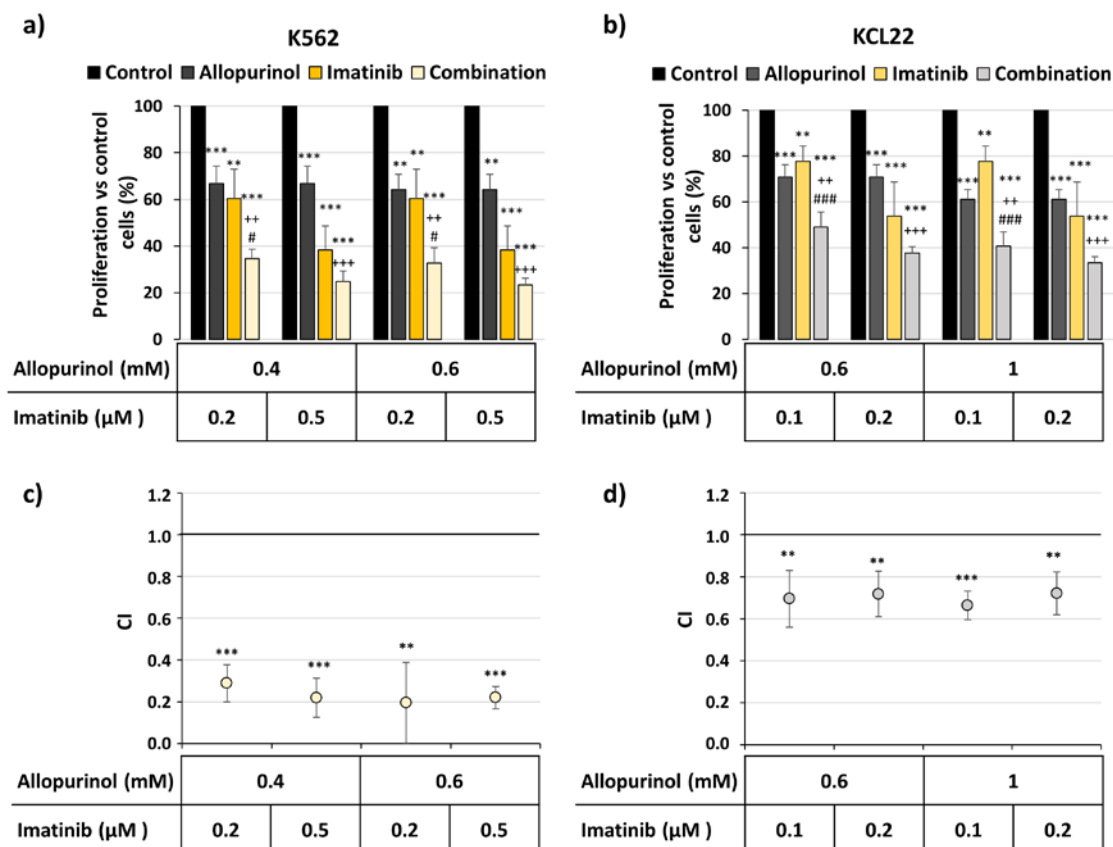 a)
K562
Control Allopurinol Imatinib Combination
Proliferation vs control
cells (%)
100
80
60
40
20
0
*** ** *** ++ #
*** *** *** +++
** ** *** ++ #
** *** *** +++
Allopurinol (mM) 0.4 0.6
Imatinib (µM ) 0.2 0.5 0.2 0.5
b)
KCL22
Control Allopurinol Imatinib Combination
Proliferation vs control
cells (%)
100
80
60
40
20
0
*** ** *** ++ ###
*** *** *** +++
*** ** *** ++ ###
*** *** *** +++
Allopurinol (mM) 0.6 1
Imatinib (µM ) 0.1 0.2 0.1 0.2
c)
CI
1.2
1.0
0.8
0.6
0.4
0.2
0.0
*** *** ** ***
Allopurinol (mM) 0.4 0.6
Imatinib (µM ) 0.2 0.5 0.2 0.5
d)
CI
1.2
1.0
0.8
0.6
0.4
0.2
0.0
** ** *** **
Allopurinol (mM) 0.6 1
Imatinib (µM ) 0.1 0.2 0.1 0.2